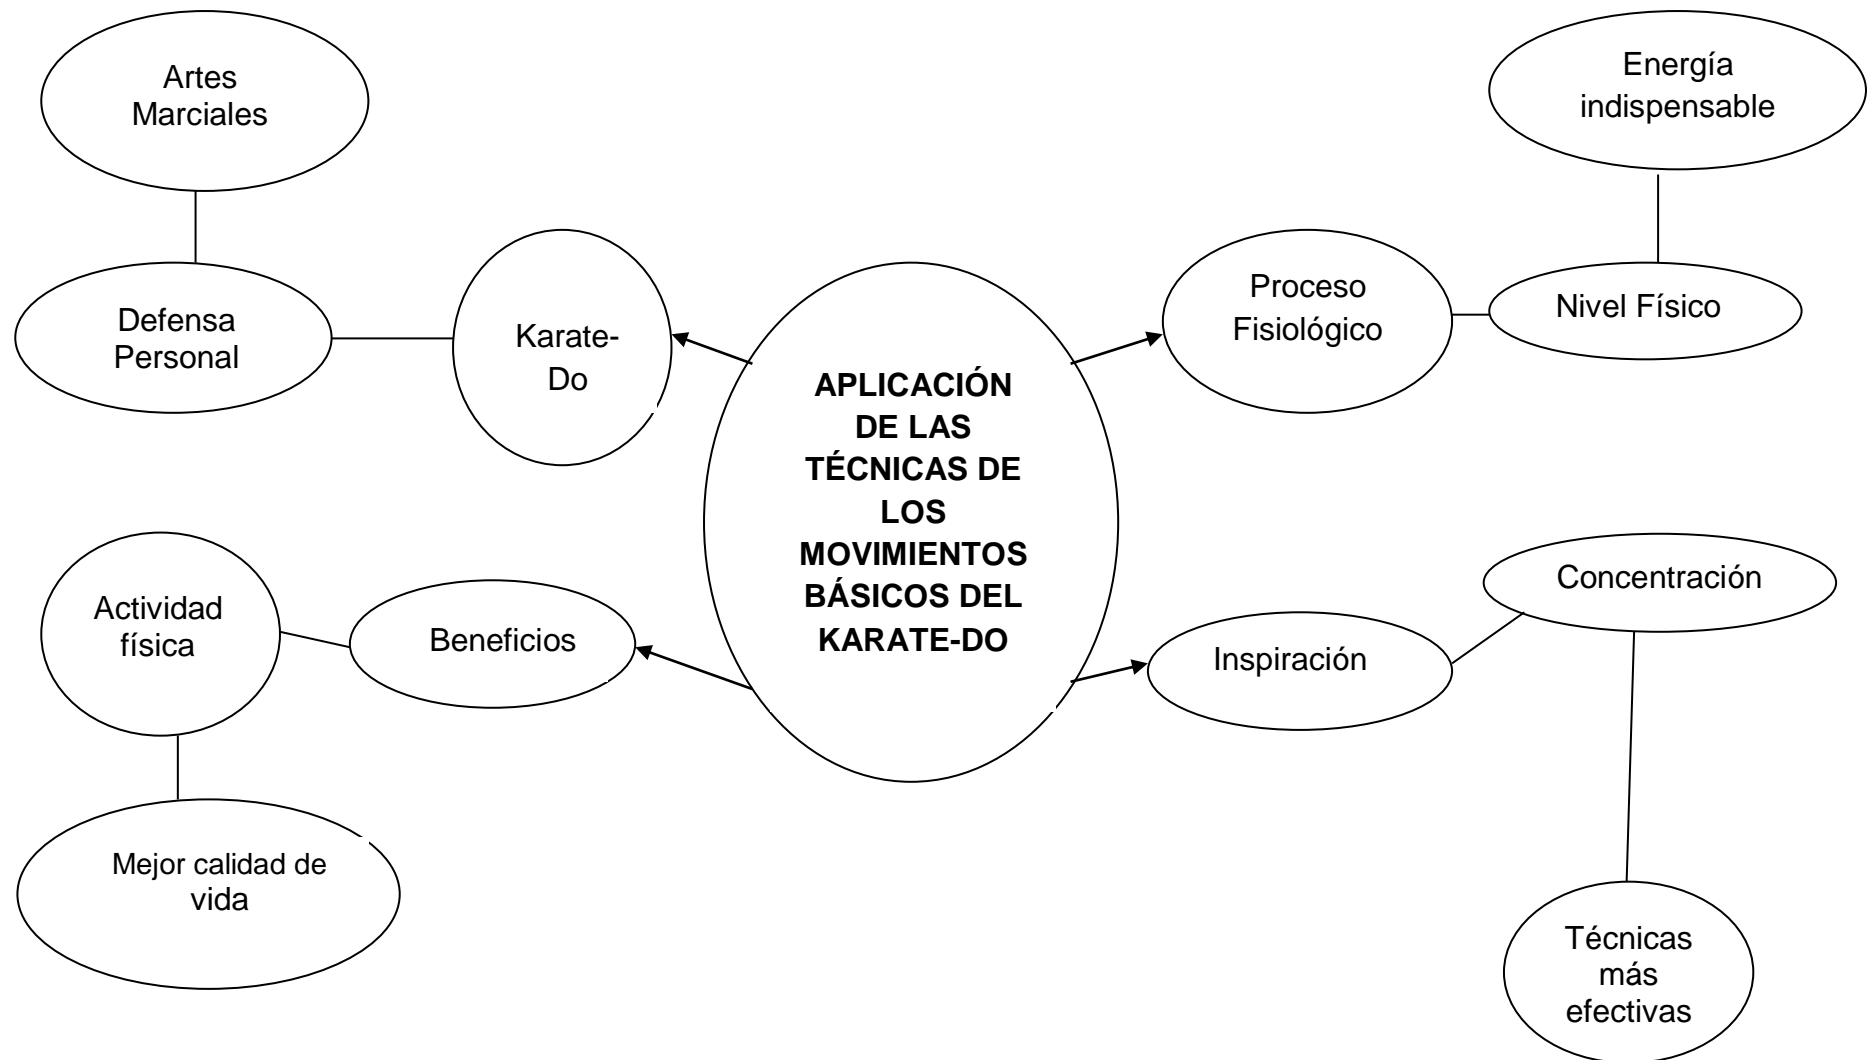 Artes
Marciales
Defensa
Personal
Karate-
Do
APLICACIÓN
DE LAS
TÉCNICAS DE
LOS
MOVIMIENTOS
BÁSICOS DEL
KARATE-DO
Proceso
Fisiológico
Nivel Físico
Energía
indispensable
Actividad
física
Beneficios
Mejor calidad de
vida
Inspiración
Concentración
Técnicas
más
efectivas